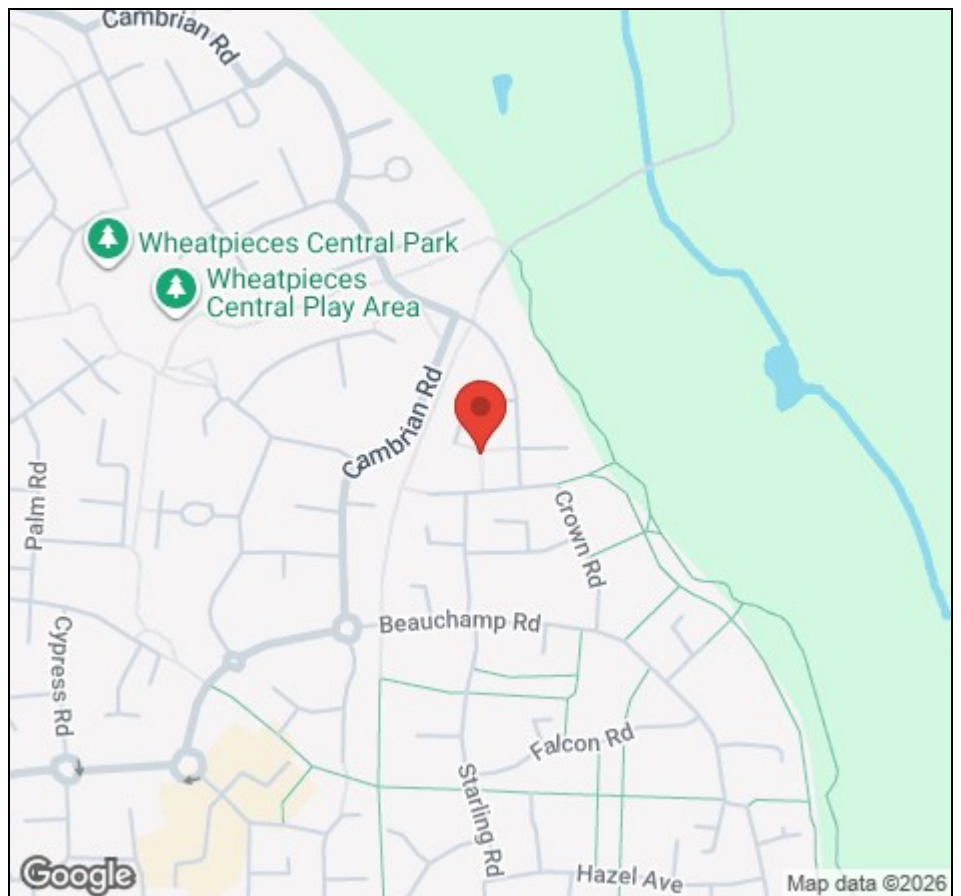 Cambrian Rd
Wheatpieces Central Park
Wheatpieces
Central Play Area
Cambrian Rd
Palm Rd
Crown Rd
Beauchamp Rd
Cypress Rd
Falcon Rd
Starling Rd
Hazel Ave
Google
Map data ©2026